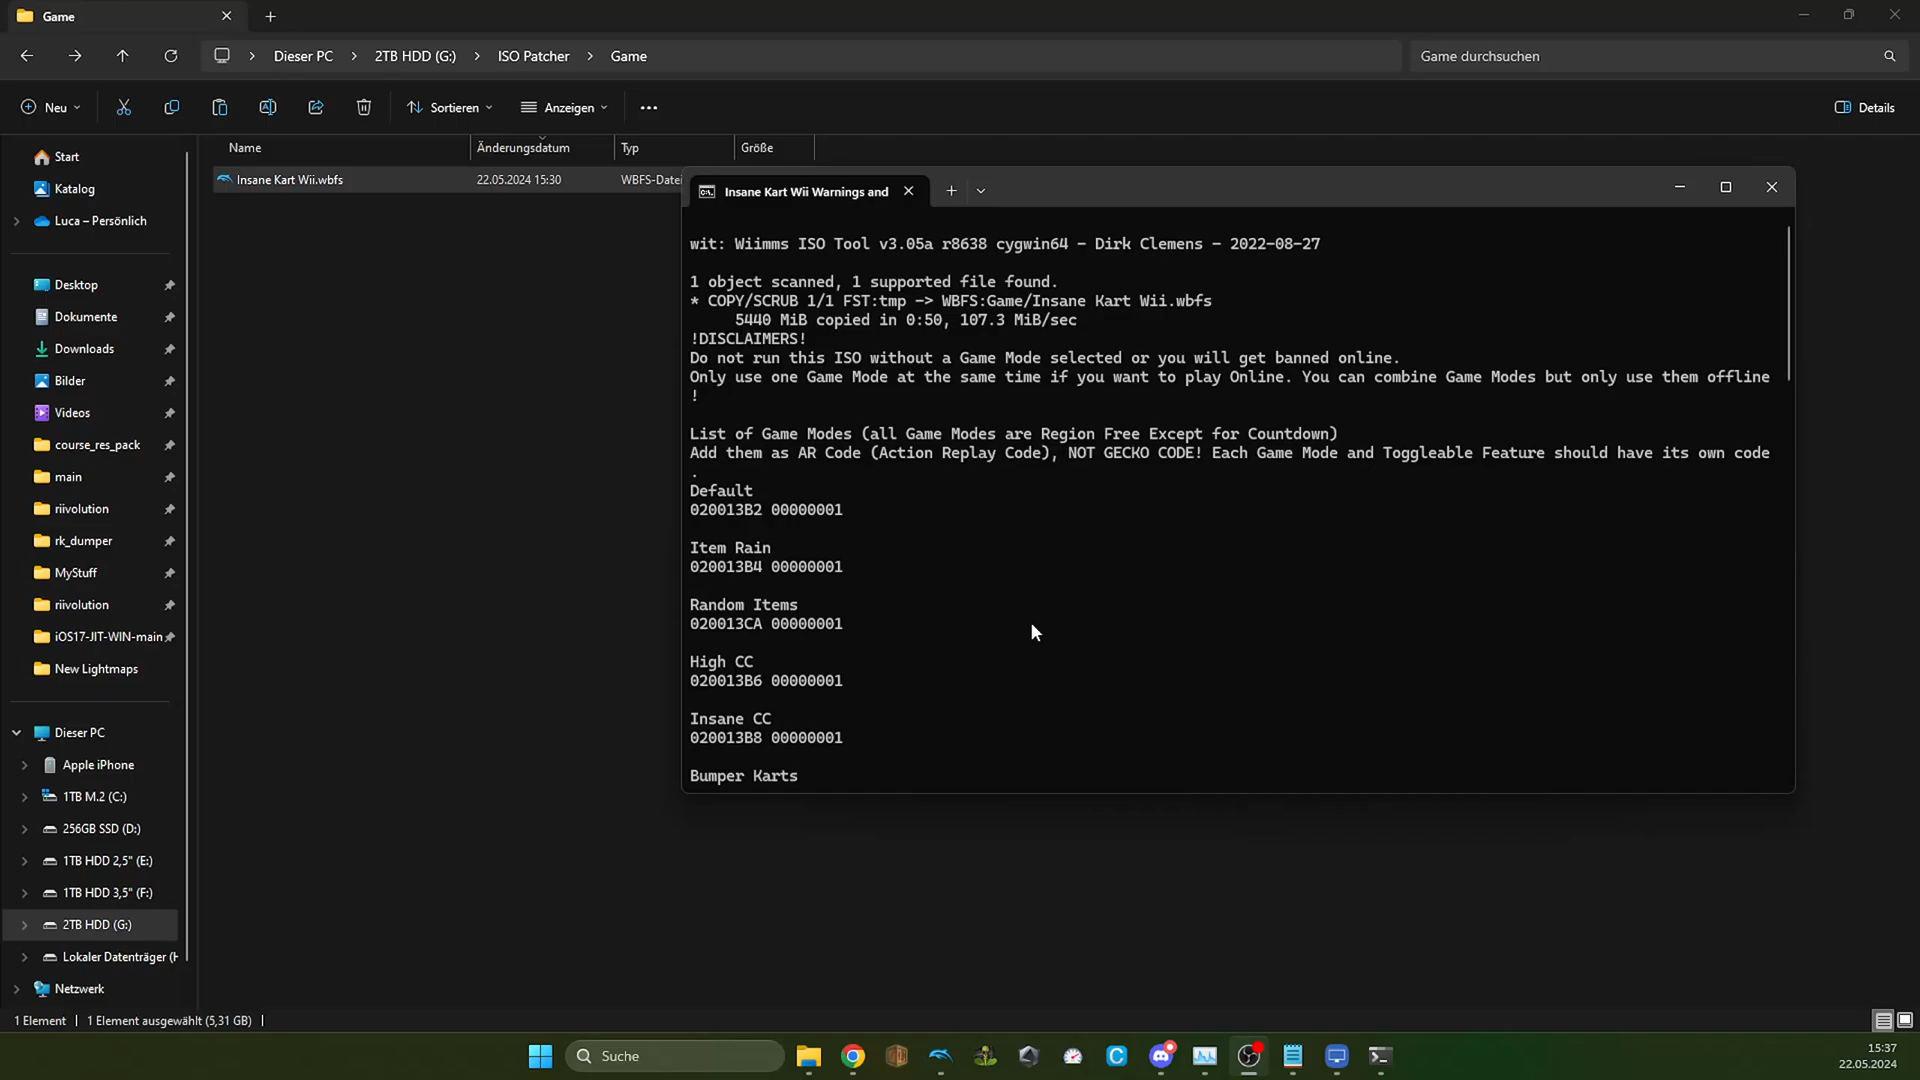 Game
Dieser PC
2TB HDD (G:)
ISO Patcher
Game
Game durchsuchen
Neu
Sortieren
Anzeigen
Details
Name
Änderungsdatum
Typ
Größe
Insane Kart Wii.wbfs
22.05.2024 15:30
WBFS-Datei
Start
Katalog
Luca – Persönlich
Desktop
Dokumente
Downloads
Bilder
Videos
course_res_pack
main
riivolution
rk_dumper
MyStuff
riivolution
iOS17-JIT-WIN-main
New Lightmaps
Dieser PC
Apple iPhone
1TB M.2 (C:)
256GB SSD (D:)
1TB HDD 2,5" (E:)
1TB HDD 3,5" (F:)
2TB HDD (G:)
Lokaler Datenträger (H
Netzwerk
Insane Kart Wii Warnings and
wit: Wiimms ISO Tool v3.05a r8638 cygwin64 - Dirk Clemens - 2022-08-27
1 object scanned, 1 supported file found.
* COPY/SCRUB 1/1 FST:tmp -> WBFS:Game/Insane Kart Wii.wbfs
5440 MiB copied in 0:50, 107.3 MiB/sec
!DISCLAIMERS!
Do not run this ISO without a Game Mode selected or you will get banned online.
Only use one Game Mode at the same time if you want to play Online. You can combine Game Modes but only use them offline
!
List of Game Modes (all Game Modes are Region Free Except for Countdown)
Add them as AR Code (Action Replay Code), NOT GECKO CODE! Each Game Mode and Toggleable Feature should have its own code
.
Default
020013B2 00000001
Item Rain
020013B4 00000001
Random Items
020013CA 00000001
High CC
020013B6 00000001
Insane CC
020013B8 00000001
Bumper Karts
1 Element
1 Element ausgewählt (5,31 GB)
Suche
15:37
22.05.2024